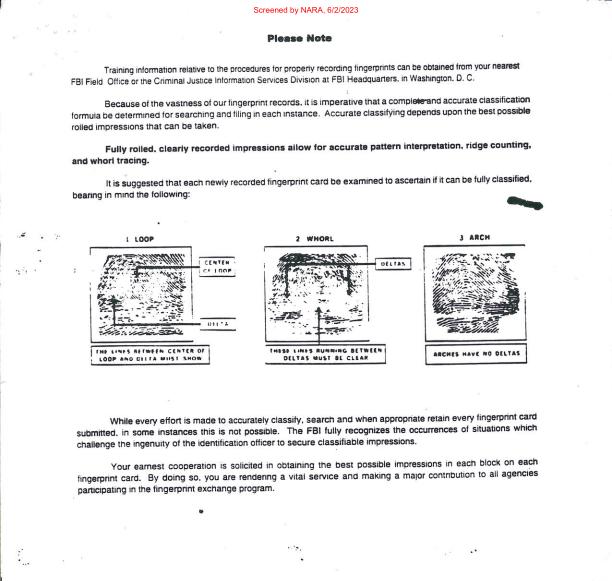 Screened by NARA, 6/2/2023
Please Note
Training information relative to the procedures for properly recording fingerprints can be obtained from your nearest
FBI Field Office or the Criminal Justice Information Services Division at FBI Headquarters, in Washington, D. C.
Because of the vastness of our fingerprint records, it is imperative that a complete and accurate classification
formula be determined for searching and filing in each instance. Accurate classifying depends upon the best possible
rolled impressions that can be taken.
Fully rolled, clearly recorded impressions allow for accurate pattern interpretation, ridge counting,
and whorl tracing.
It is suggested that each newly recorded fingerprint card be examined to ascertain if it can be fully classified,
bearing in mind the following:
1 LOOP
CENTER
OF LOOP
DELTA
THE LINES BETWEEN CENTER OF
LOOP AND DELTA MUST SHOW
2 WHORL
DELTAS
THESE LINES RUNNING BETWEEN
DELTAS MUST BE CLEAR
3 ARCH
ARCHES HAVE NO DELTAS
While every effort is made to accurately classify, search and when appropriate retain every fingerprint card
submitted, in some instances this is not possible. The FBI fully recognizes the occurrences of situations which
challenge the ingenuity of the identification officer to secure classifiable impressions.
Your earnest cooperation is solicited in obtaining the best possible impressions in each block on each
fingerprint card. By doing so, you are rendering a vital service and making a major contribution to all agencies
participating in the fingerprint exchange program.